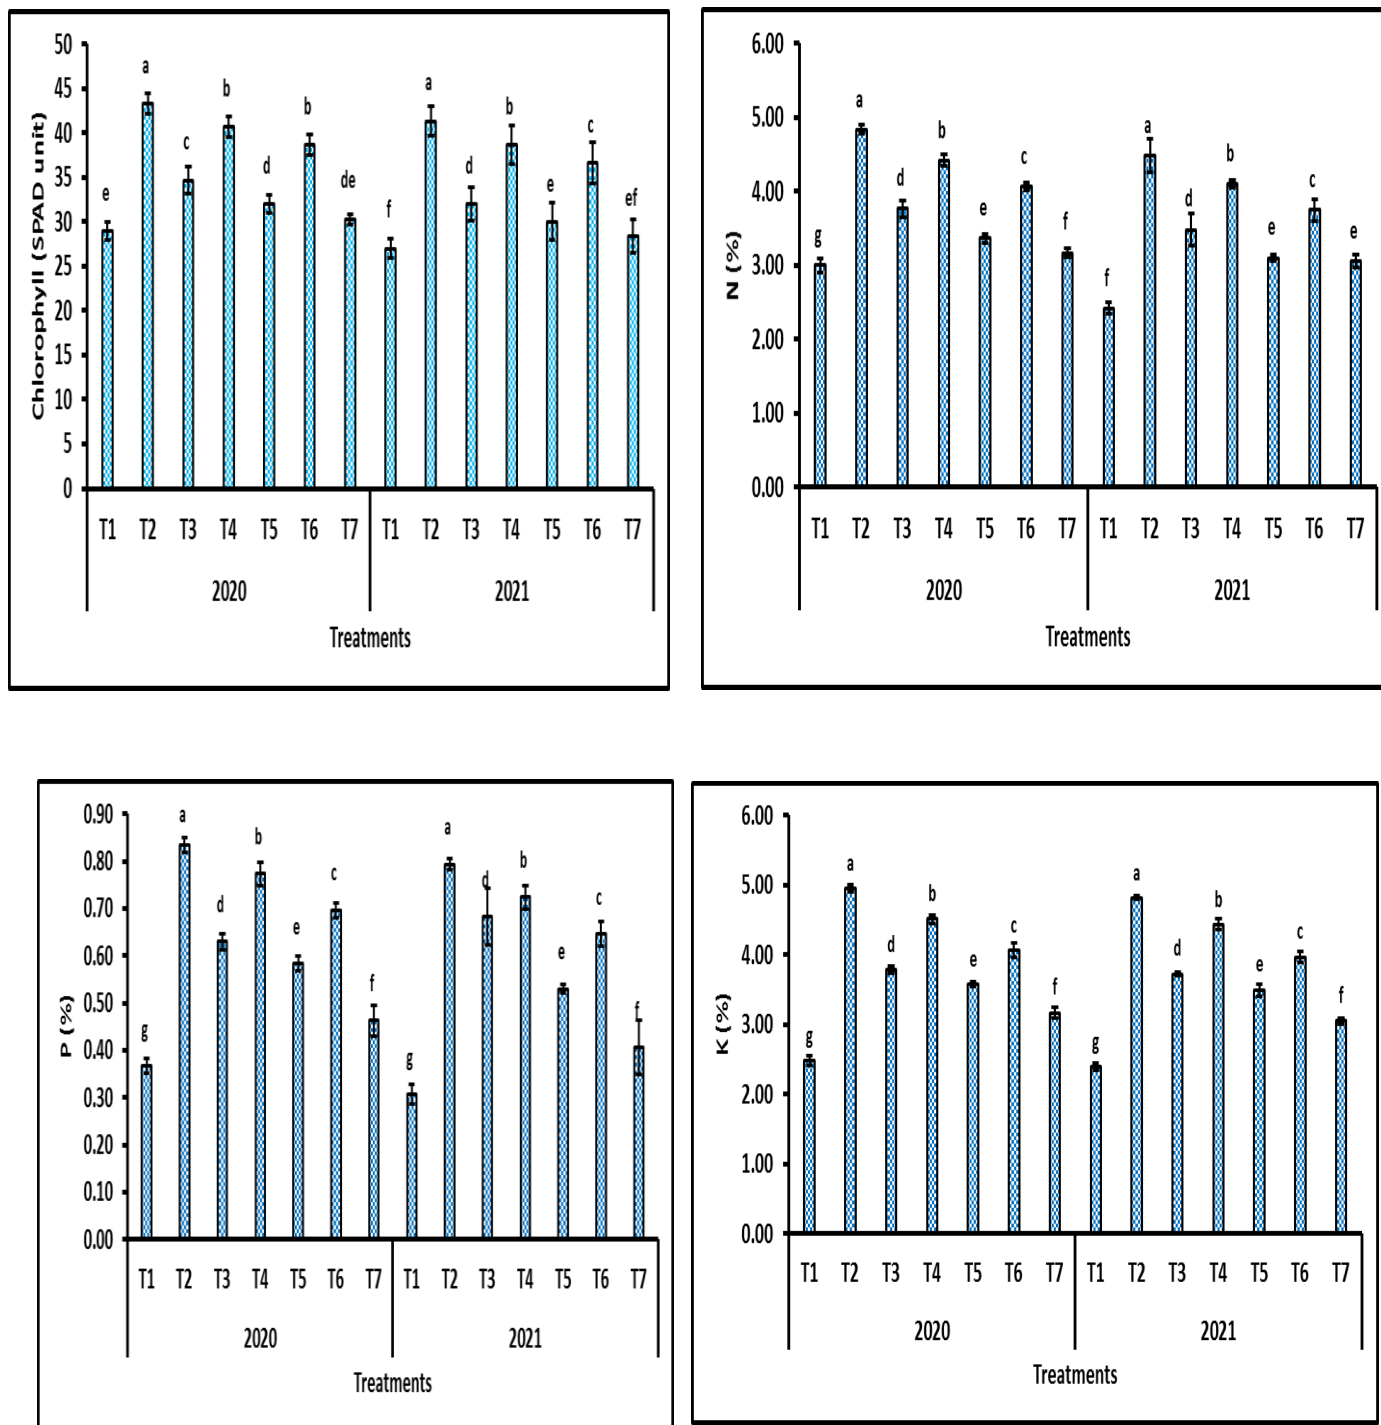 50
45
40
35
30
25
20
15
10
5
0
Chlorophyll (SPAD unit)
e a c b d b de f a d b e c ef
T1 T2 T3 T4 T5 T6 T7 T1 T2 T3 T4 T5 T6 T7
2020 2021
Treatments
6.00
5.00
4.00
3.00
2.00
1.00
0.00
N (%)
g a d b e c f f a d b e c e
T1 T2 T3 T4 T5 T6 T7 T1 T2 T3 T4 T5 T6 T7
2020 2021
Treatments
0.90
0.80
0.70
0.60
0.50
0.40
0.30
0.20
0.10
0.00
P (%)
g a d b e c f g a d b e c f
T1 T2 T3 T4 T5 T6 T7 T1 T2 T3 T4 T5 T6 T7
2020 2021
Treatments
6.00
5.00
4.00
3.00
2.00
1.00
0.00
K (%)
g a d b e c f g a d b e c f
T1 T2 T3 T4 T5 T6 T7 T1 T2 T3 T4 T5 T6 T7
2020 2021
Treatments